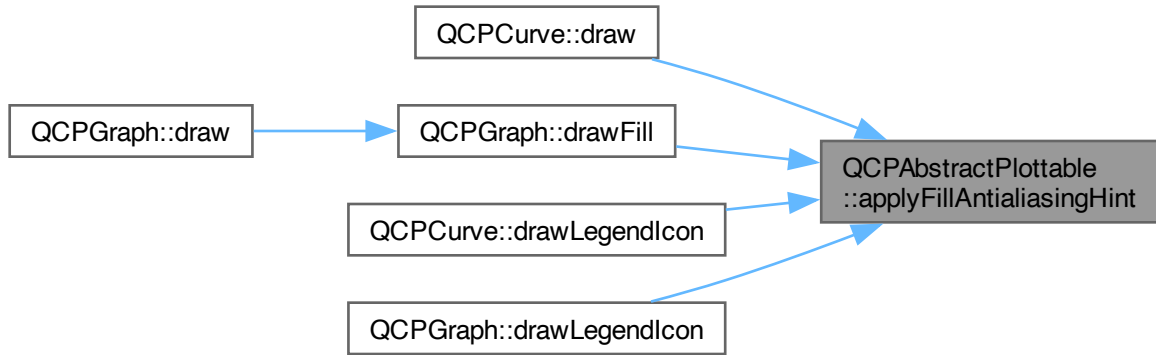 QCPCurve::draw
QCPGraph::draw
QCPGraph::drawFill
QCPAbstractPlottable
::applyFillAntialiasingHint
QCPCurve::drawLegendIcon
QCPGraph::drawLegendIcon